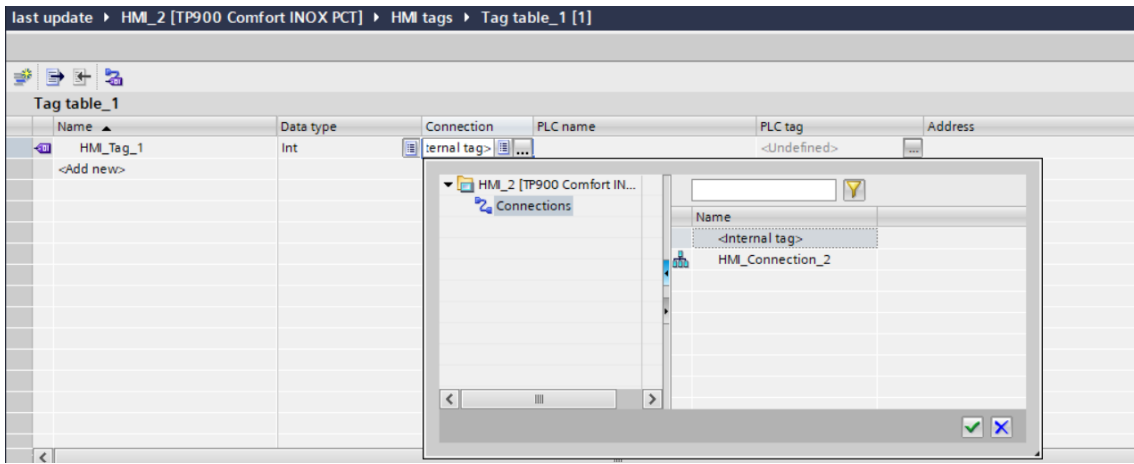 last update ▸ HMI_2 [TP900 Comfort INOX PCT] ▸ HMI tags ▸ Tag table_1 [1]
Tag table_1
Name Data type Connection PLC name PLC tag Address
HMI_Tag_1 Int ternal tag> ... <Undefined> ...
<Add new>
HMI_2 [TP900 Comfort IN...
Connections
Name
<Internal tag>
HMI_Connection_2